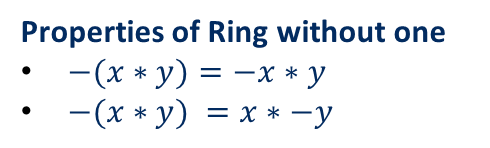 Properties of Ring without one
• −(x ∗ y) = −x ∗ y
• −(x ∗ y) = x ∗ −y